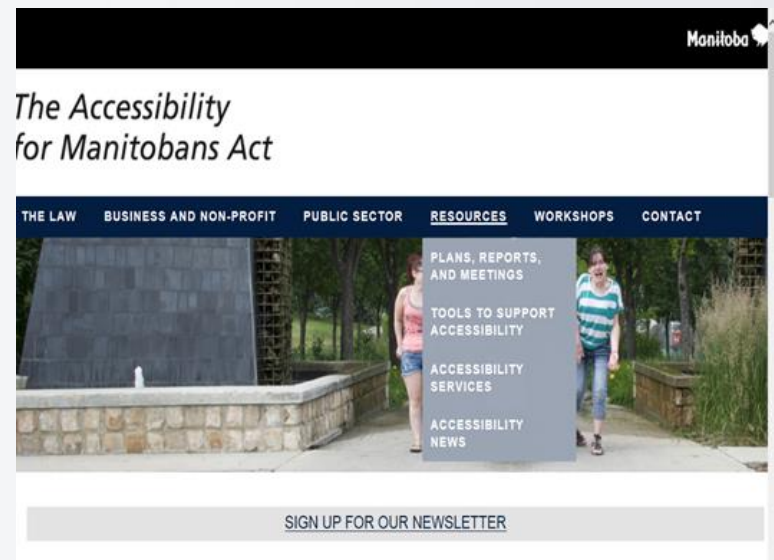 Manitoba
The Accessibility
for Manitobans Act
THE LAW BUSINESS AND NON-PROFIT PUBLIC SECTOR RESOURCES WORKSHOPS CONTACT
PLANS, REPORTS,
AND MEETINGS
TOOLS TO SUPPORT
ACCESSIBILITY
ACCESSIBILITY
SERVICES
ACCESSIBILITY
NEWS
SIGN UP FOR OUR NEWSLETTER